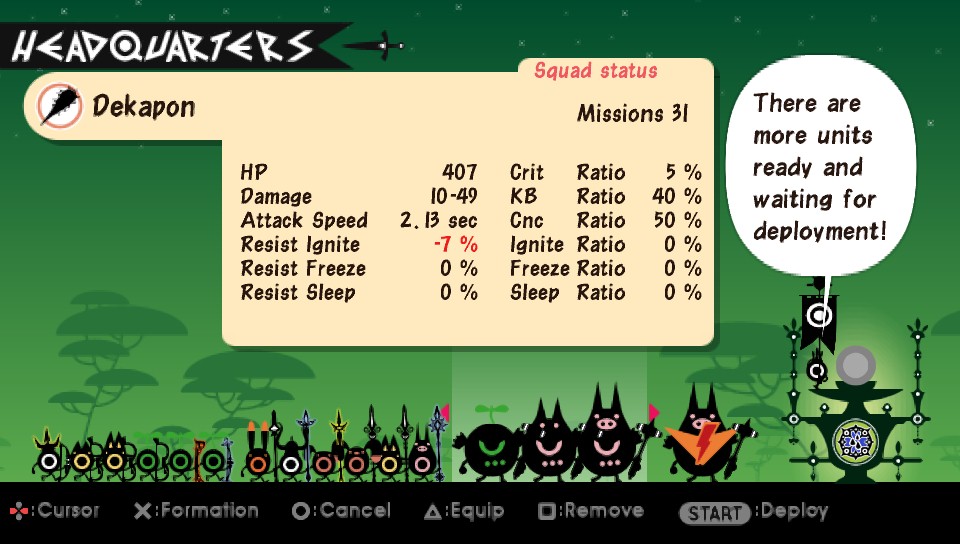 HEADQUARTERS
Squad status
Dekapon
Missions 31
HP 407 Crit Ratio 5 %
Damage 10-49 KB Ratio 40 %
Attack Speed 2.13 sec Cnc Ratio 50 %
Resist Ignite -7 % Ignite Ratio 0 %
Resist Freeze 0 % Freeze Ratio 0 %
Resist Sleep 0 % Sleep Ratio 0 %
There are
more units
ready and
waiting for
deployment!
:Cursor :Formation :Cancel :Equip :Remove START :Deploy